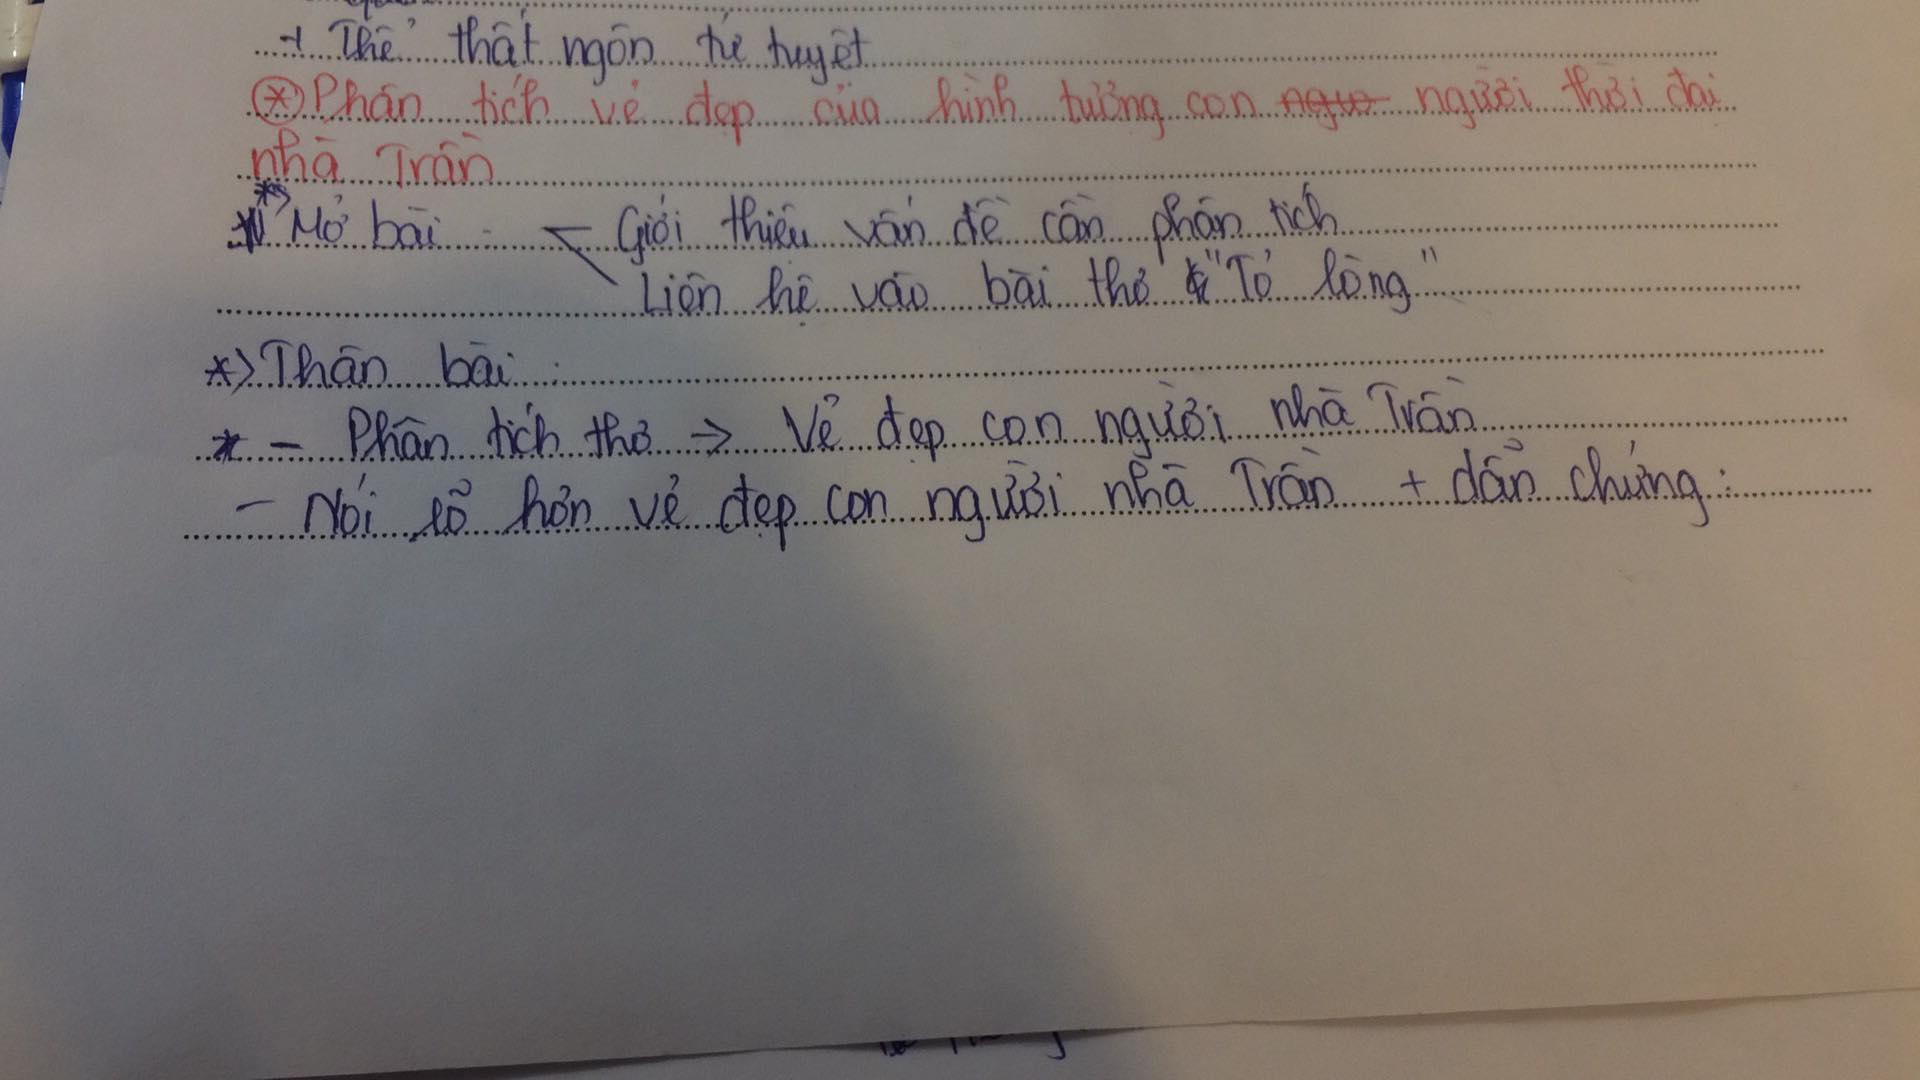 + Thể thất ngôn tứ tuyệt
* Phân tích vẻ đẹp của hình tượng con người thời đại
nhà Trần
*) Mở bài - Giới thiệu vấn đề cần phân tích
Liên hệ vào bài thơ "Tỏ lòng"
*) Thân bài :
- Phân tích thơ → Vẻ đẹp con người nhà Trần
- Nói rõ hơn vẻ đẹp con người nhà Trần + dẫn chứng :